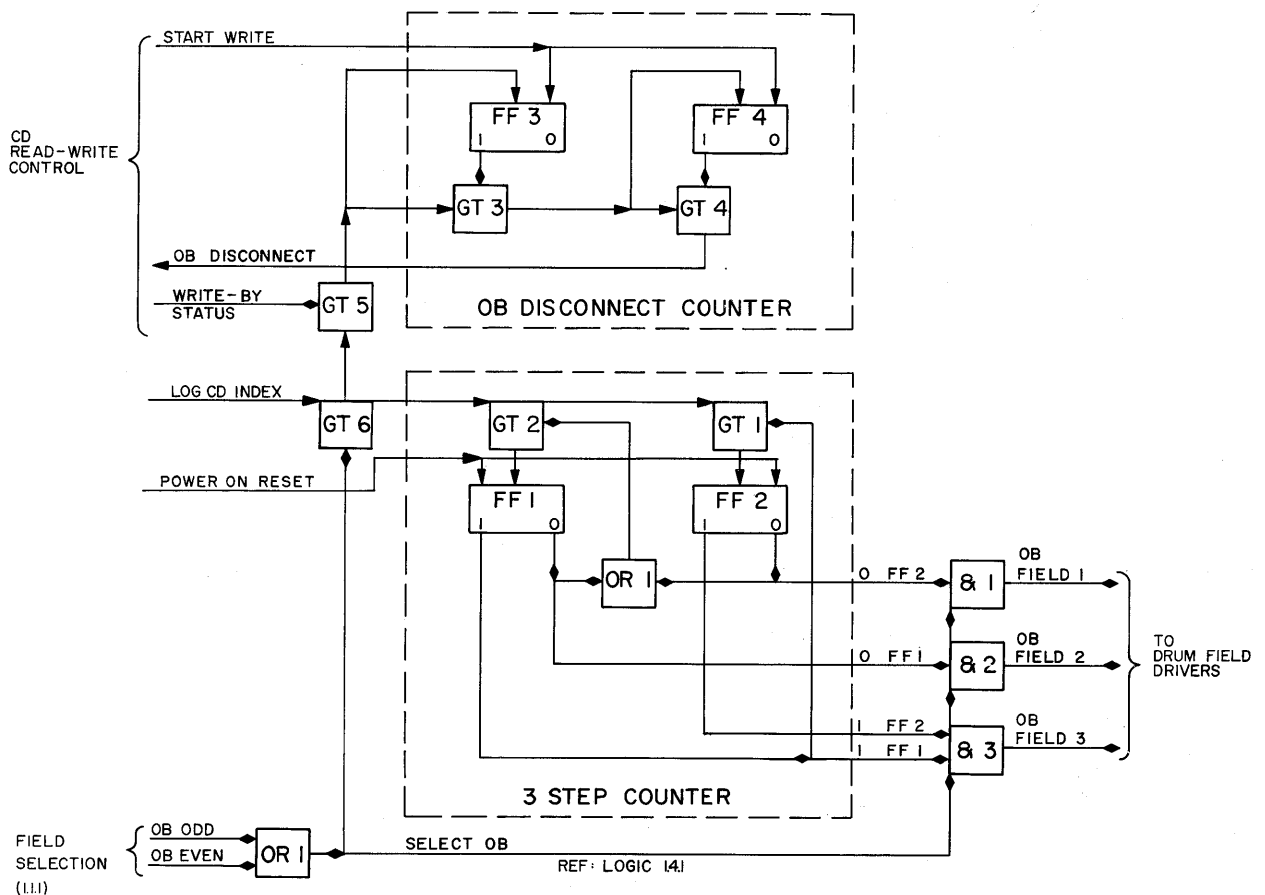 START WRITE
CD
READ-WRITE
CONTROL
FF 3
1 0
FF 4
1 0
GT 3
GT 4
OB DISCONNECT
WRITE-BY
STATUS
GT 5
OB DISCONNECT COUNTER
LOG CD INDEX
GT 6
GT 2
GT 1
POWER ON RESET
FF 1
1 0
FF 2
1 0
OR 1
0 FF 2
& 1
OB
FIELD 1
0 FF 1
& 2
OB
FIELD 2
1 FF 2
1 FF 1
& 3
OB
FIELD 3
TO
DRUM FIELD
DRIVERS
3 STEP COUNTER
FIELD
SELECTION
(1.1.1)
OB ODD
OB EVEN
OR 1
SELECT OB
REF: LOGIC 1.4.1